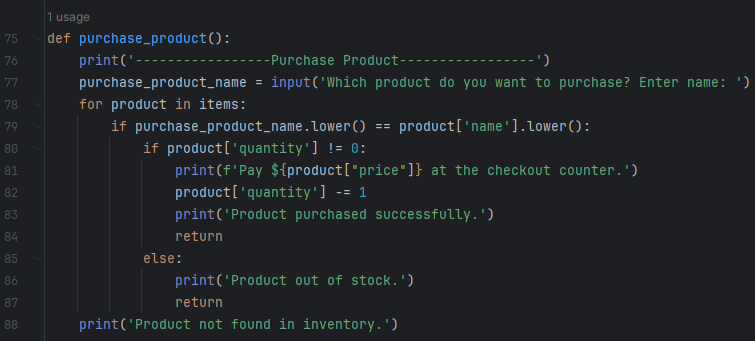 1 usage
75 def purchase_product():
76     print('-----------------Purchase Product-----------------')
77     purchase_product_name = input('Which product do you want to purchase? Enter name: ')
78     for product in items:
79         if purchase_product_name.lower() == product['name'].lower():
80             if product['quantity'] != 0:
81                 print(f'Pay ${product["price"]} at the checkout counter.')
82                 product['quantity'] -= 1
83                 print('Product purchased successfully.')
84                 return
85             else:
86                 print('Product out of stock.')
87                 return
88     print('Product not found in inventory.')